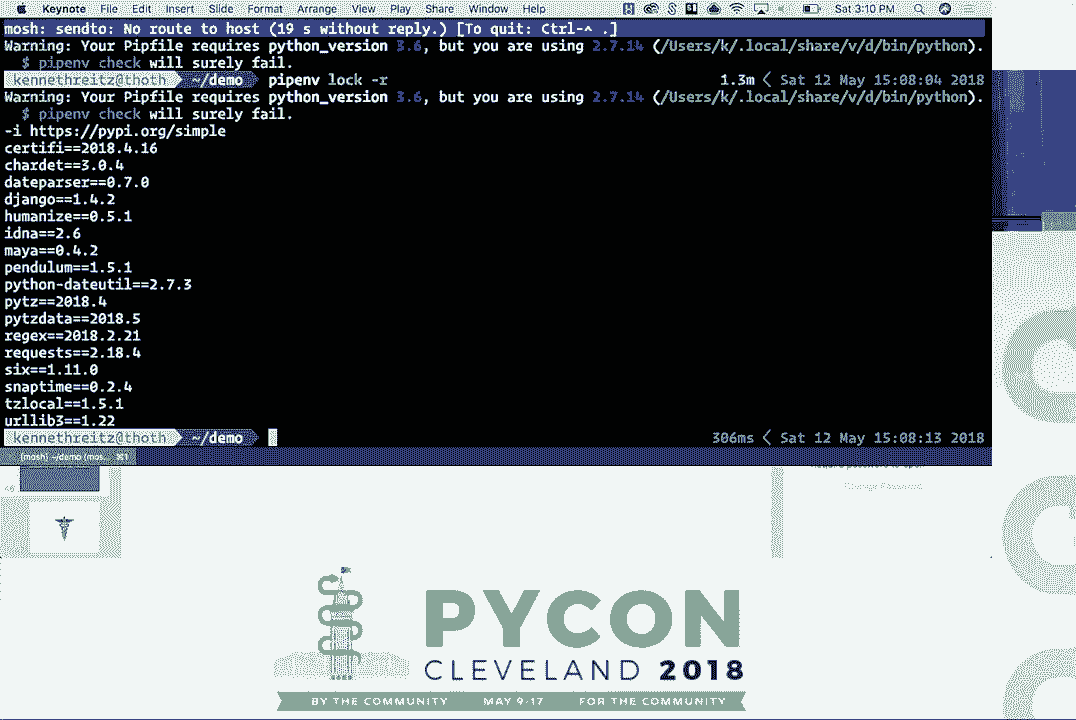 Keynote File Edit Insert Slide Format Arrange View Play Share Window Help Sat 3:10 PM
mosh: sendto: No route to host (19 s without reply.) [To quit: Ctrl-^ .]
Warning: Your Pipfile requires python_version 3.6, but you are using 2.7.14 (/Users/k/.local/share/v/d/bin/python).
$ pipenv check will surely fail.
kennethreitz@thoth ~/demo pipenv lock -r 1.3m < Sat 12 May 15:08:04 2018
Warning: Your Pipfile requires python_version 3.6, but you are using 2.7.14 (/Users/k/.local/share/v/d/bin/python).
$ pipenv check will surely fail.
-i https://pypi.org/simple
certifi==2018.4.16
chardet==3.0.4
dateparser==0.7.0
django==1.4.2
humanize==0.5.1
idna==2.6
maya==0.4.2
pendulum==1.5.1
python-dateutil==2.7.3
pytz==2018.4
pytzdata==2018.5
regex==2018.2.21
requests==2.18.4
six==1.11.0
snaptime==0.2.4
tzlocal==1.5.1
urllib3==1.22
kennethreitz@thoth ~/demo 306ms < Sat 12 May 15:08:13 2018
[mosh] ~/demo (mos... ⌘1
Change Password
PYCON
CLEVELAND 2018
BY THE COMMUNITY MAY 9-17 FOR THE COMMUNITY